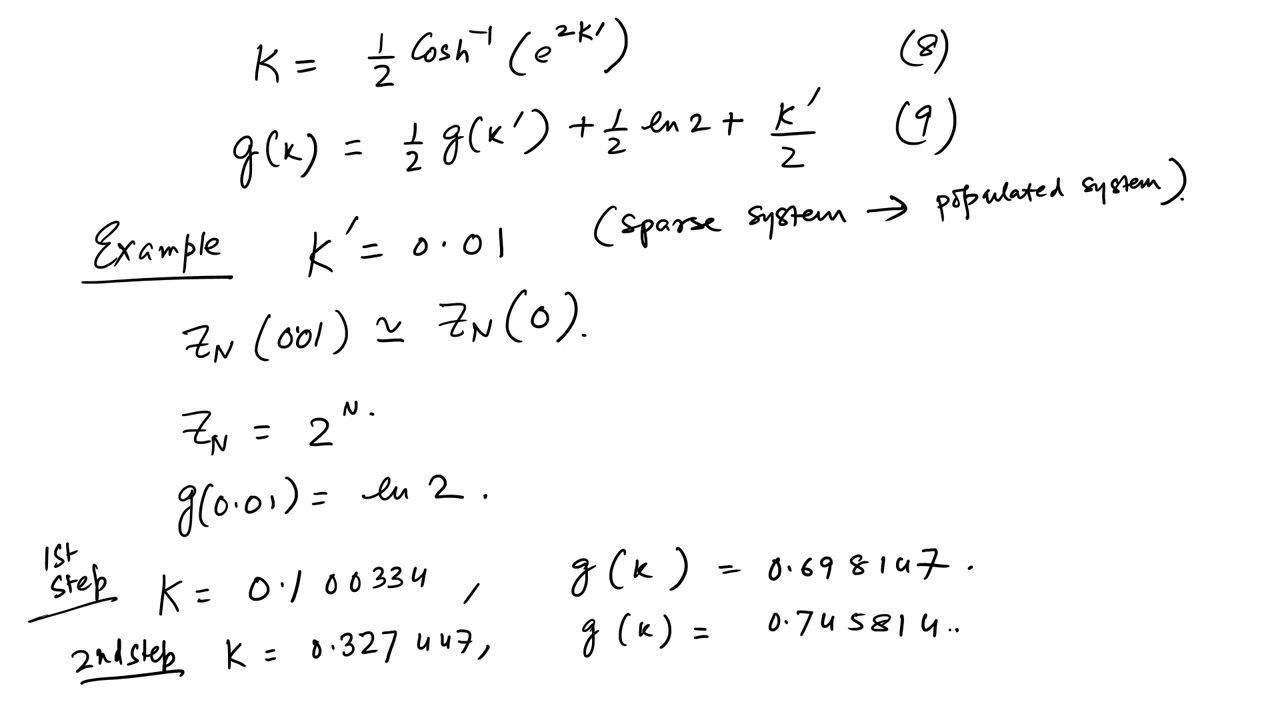 K = 1/2 Cosh⁻¹ (e^{2K′}) (8)
g(K) = 1/2 g(K′) + 1/2 ln 2 + K′/2 (9)
Example K′ = 0.01 (sparse system → populated system).
Z_N (0.01) ≃ Z_N (0).
Z_N = 2^N.
g(0.01) = ln 2.
1st step K = 0.100334, g(K) = 0.698147.
2nd step K = 0.327447, g(K) = 0.745814..